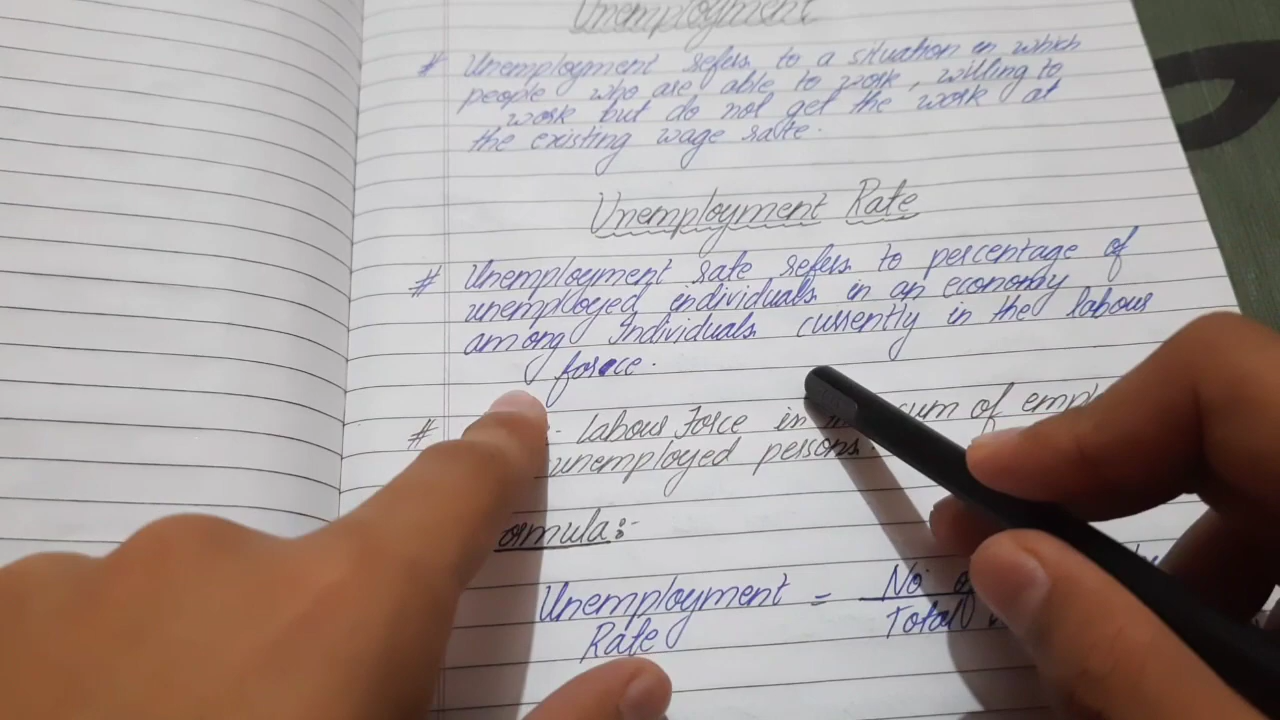 Unemployment
# Unemployment refers to a situation in which
people who are able to work, willing to
work but do not get the work at
the existing wage rate.
Unemployment Rate
# Unemployment rate refers to percentage of
unemployed individuals in an economy
among Individuals currently in the labour
force.
# :- labour Force is sum of empl
unemployed persons.
ormula:-
Unemployment = No o
Rate Total